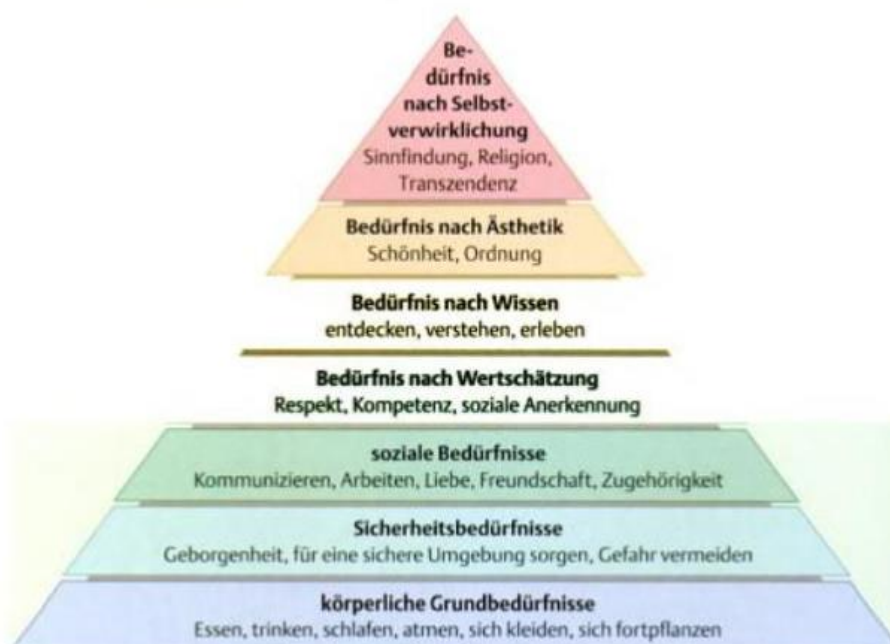 Be-
dürfnis
nach Selbst-
verwirklichung
Sinnfindung, Religion,
Transzendenz
Bedürfnis nach Ästhetik
Schönheit, Ordnung
Bedürfnis nach Wissen
entdecken, verstehen, erleben
Bedürfnis nach Wertschätzung
Respekt, Kompetenz, soziale Anerkennung
soziale Bedürfnisse
Kommunizieren, Arbeiten, Liebe, Freundschaft, Zugehörigkeit
Sicherheitsbedürfnisse
Geborgenheit, für eine sichere Umgebung sorgen, Gefahr vermeiden
körperliche Grundbedürfnisse
Essen, trinken, schlafen, atmen, sich kleiden, sich fortpflanzen